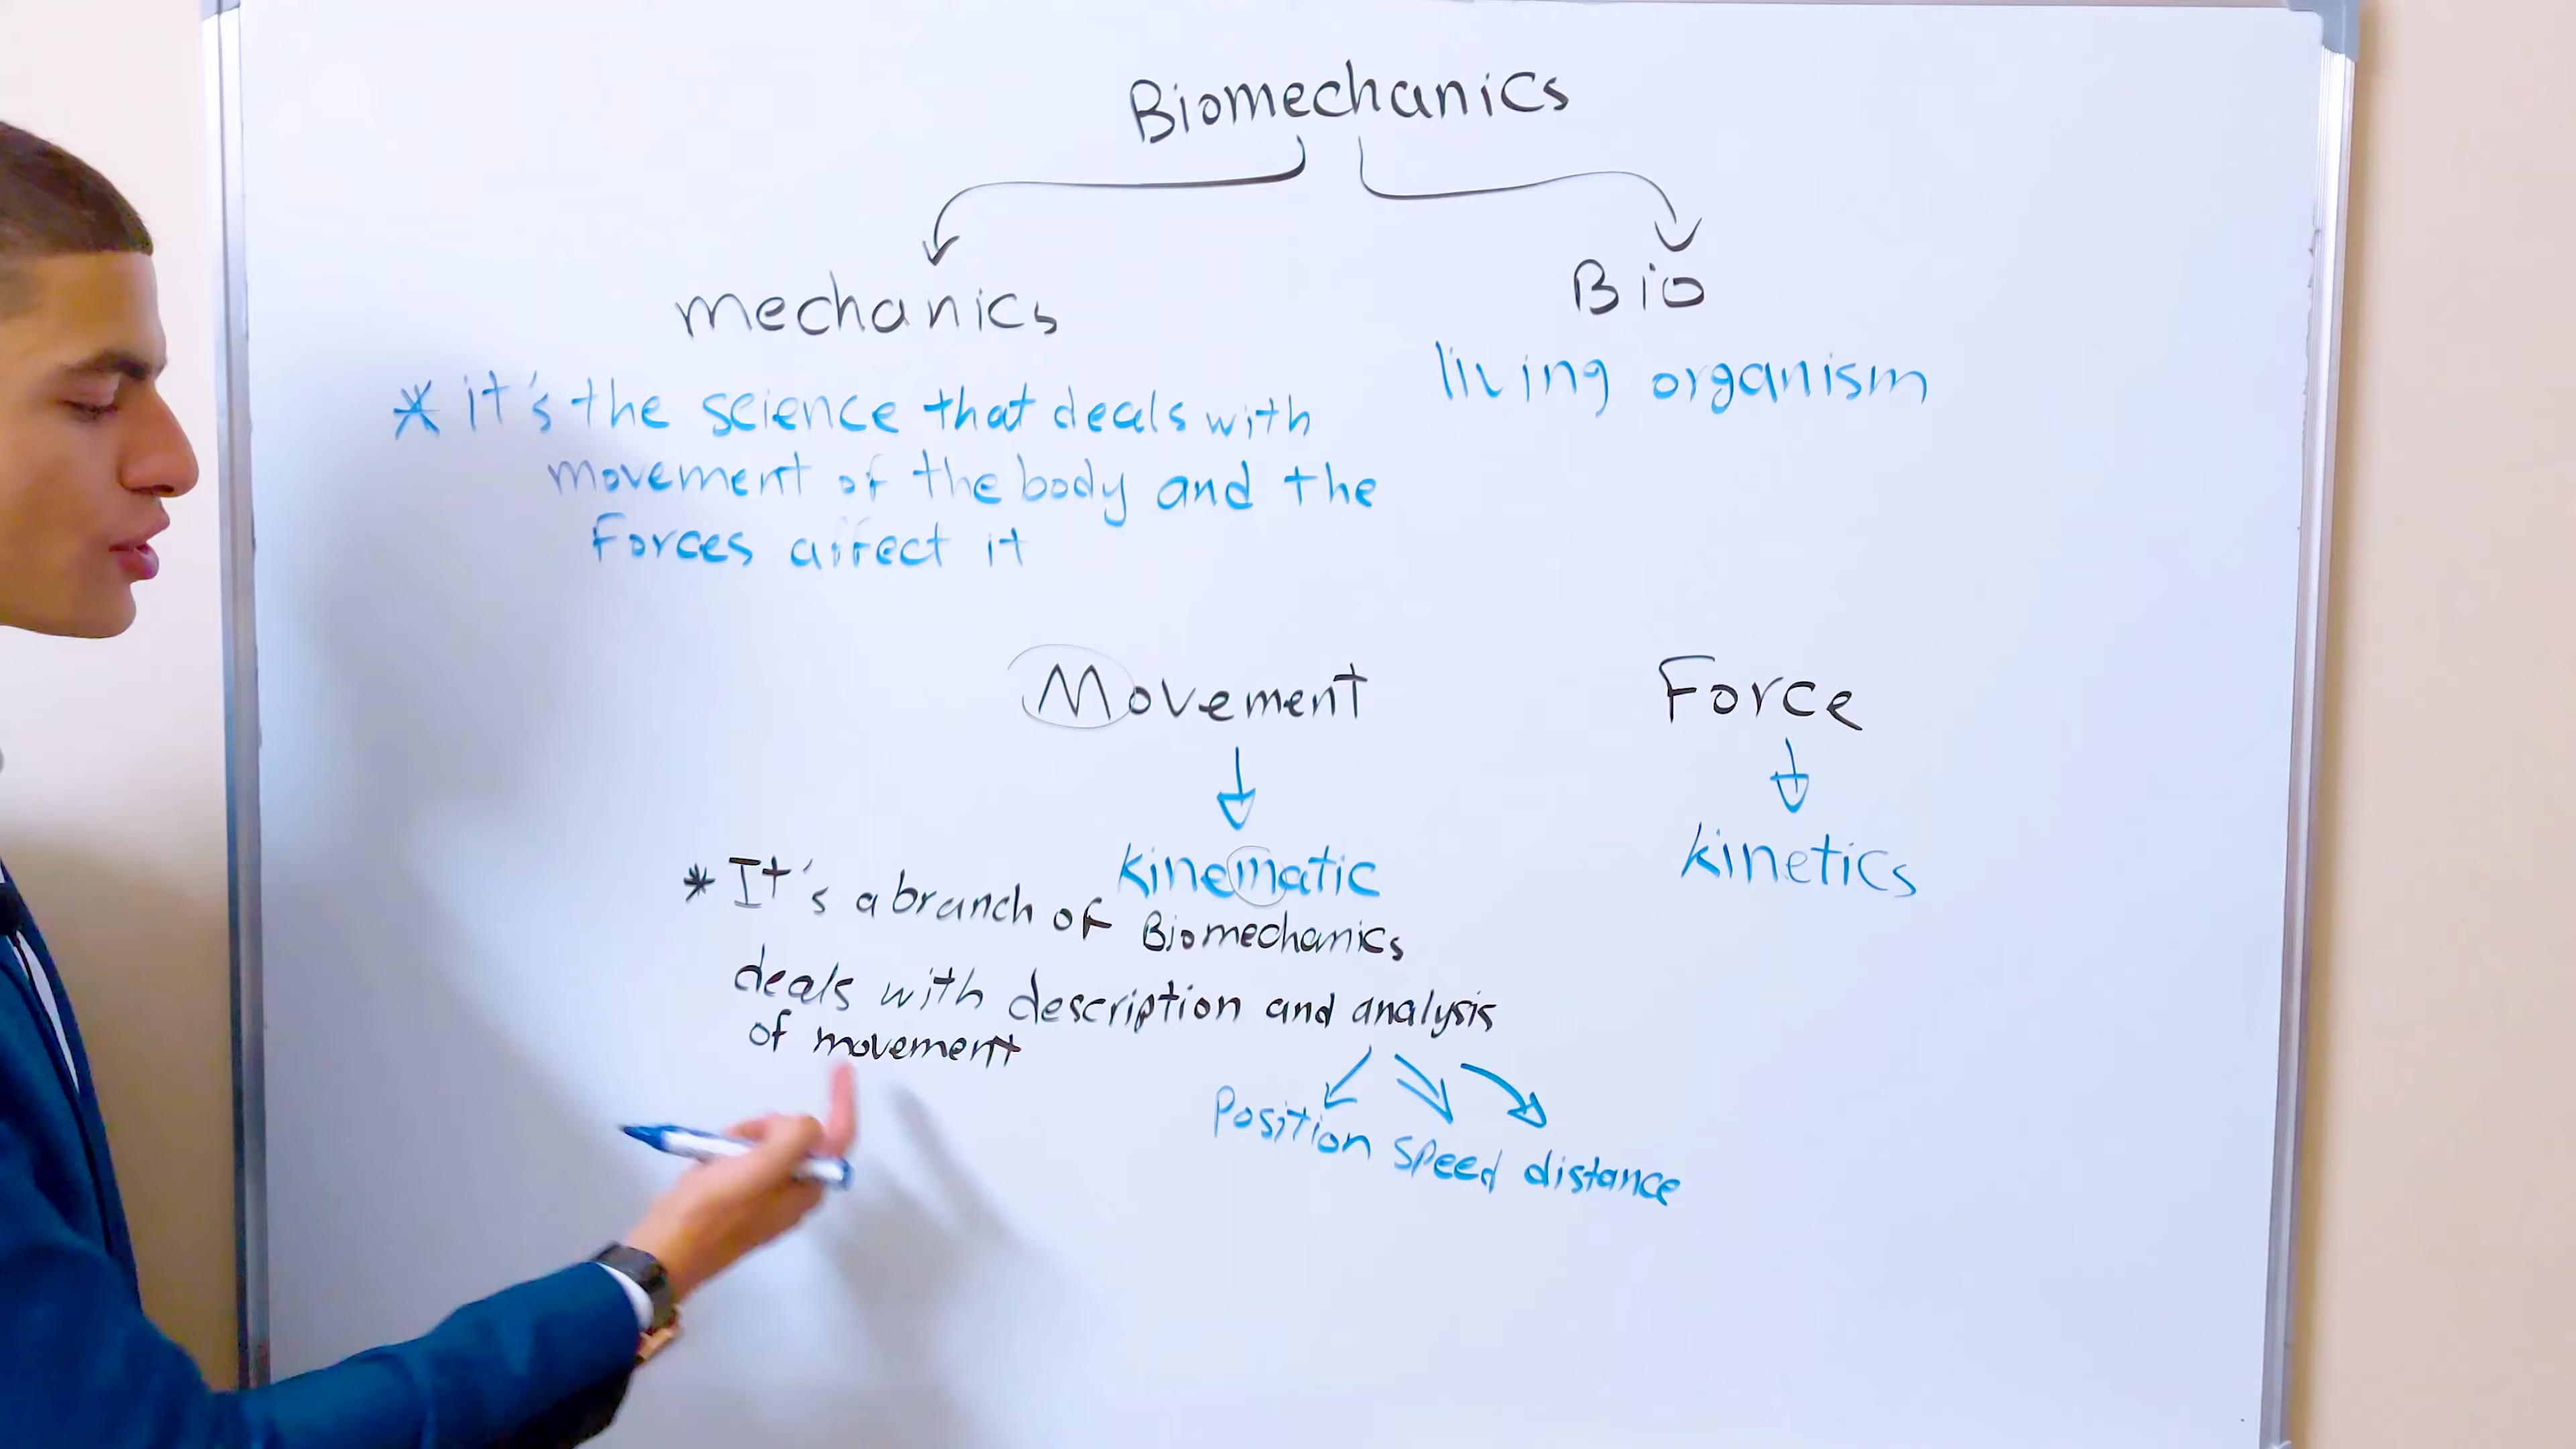 Biomechanics
mechanics
Bio
living organism
* it's the science that deals with
movement of the body and the
Forces affect it
Movement
Force
kinematic
kinetics
* It's a branch of Biomechanics
deals with description and analysis
of movement
Position speed distance